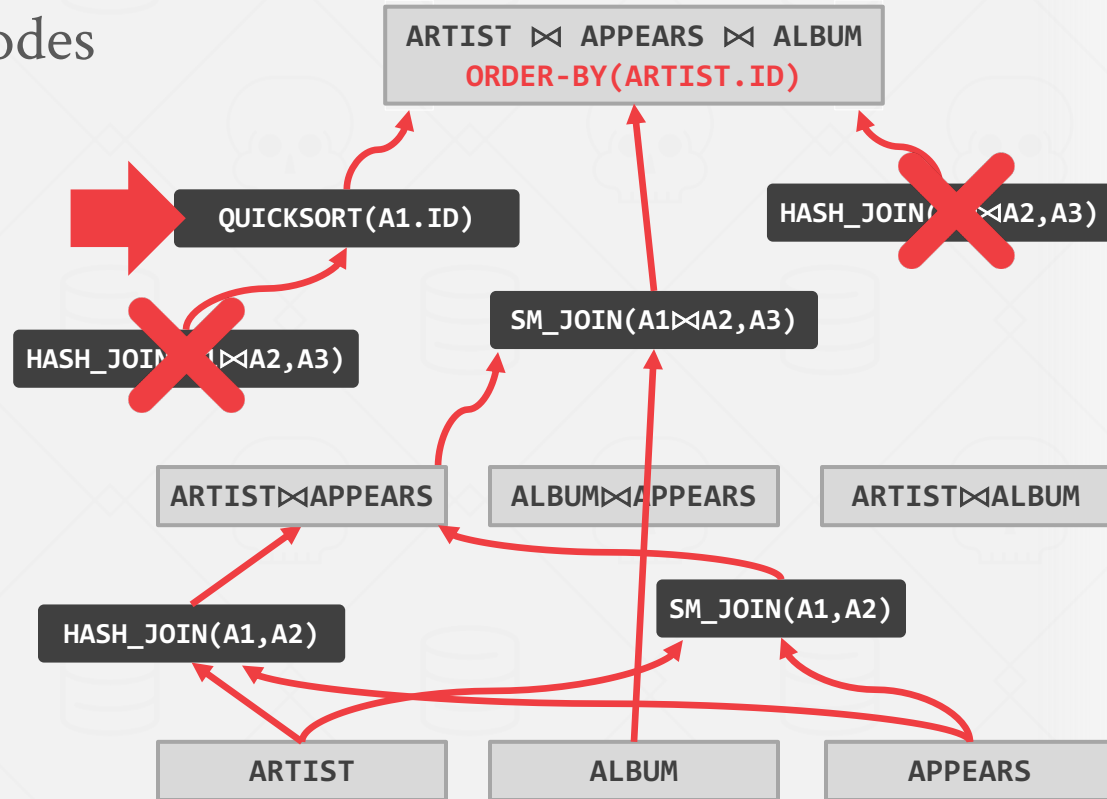 odes
ARTIST ⋈ APPEARS ⋈ ALBUM
ORDER-BY(ARTIST.ID)
QUICKSORT(A1.ID)
HASH_JOIN( ⋈A2,A3)
SM_JOIN(A1⋈A2,A3)
HASH_JOIN ⋈A2,A3)
ARTIST⋈APPEARS
ALBUM⋈APPEARS
ARTIST⋈ALBUM
SM_JOIN(A1,A2)
HASH_JOIN(A1,A2)
ARTIST
ALBUM
APPEARS